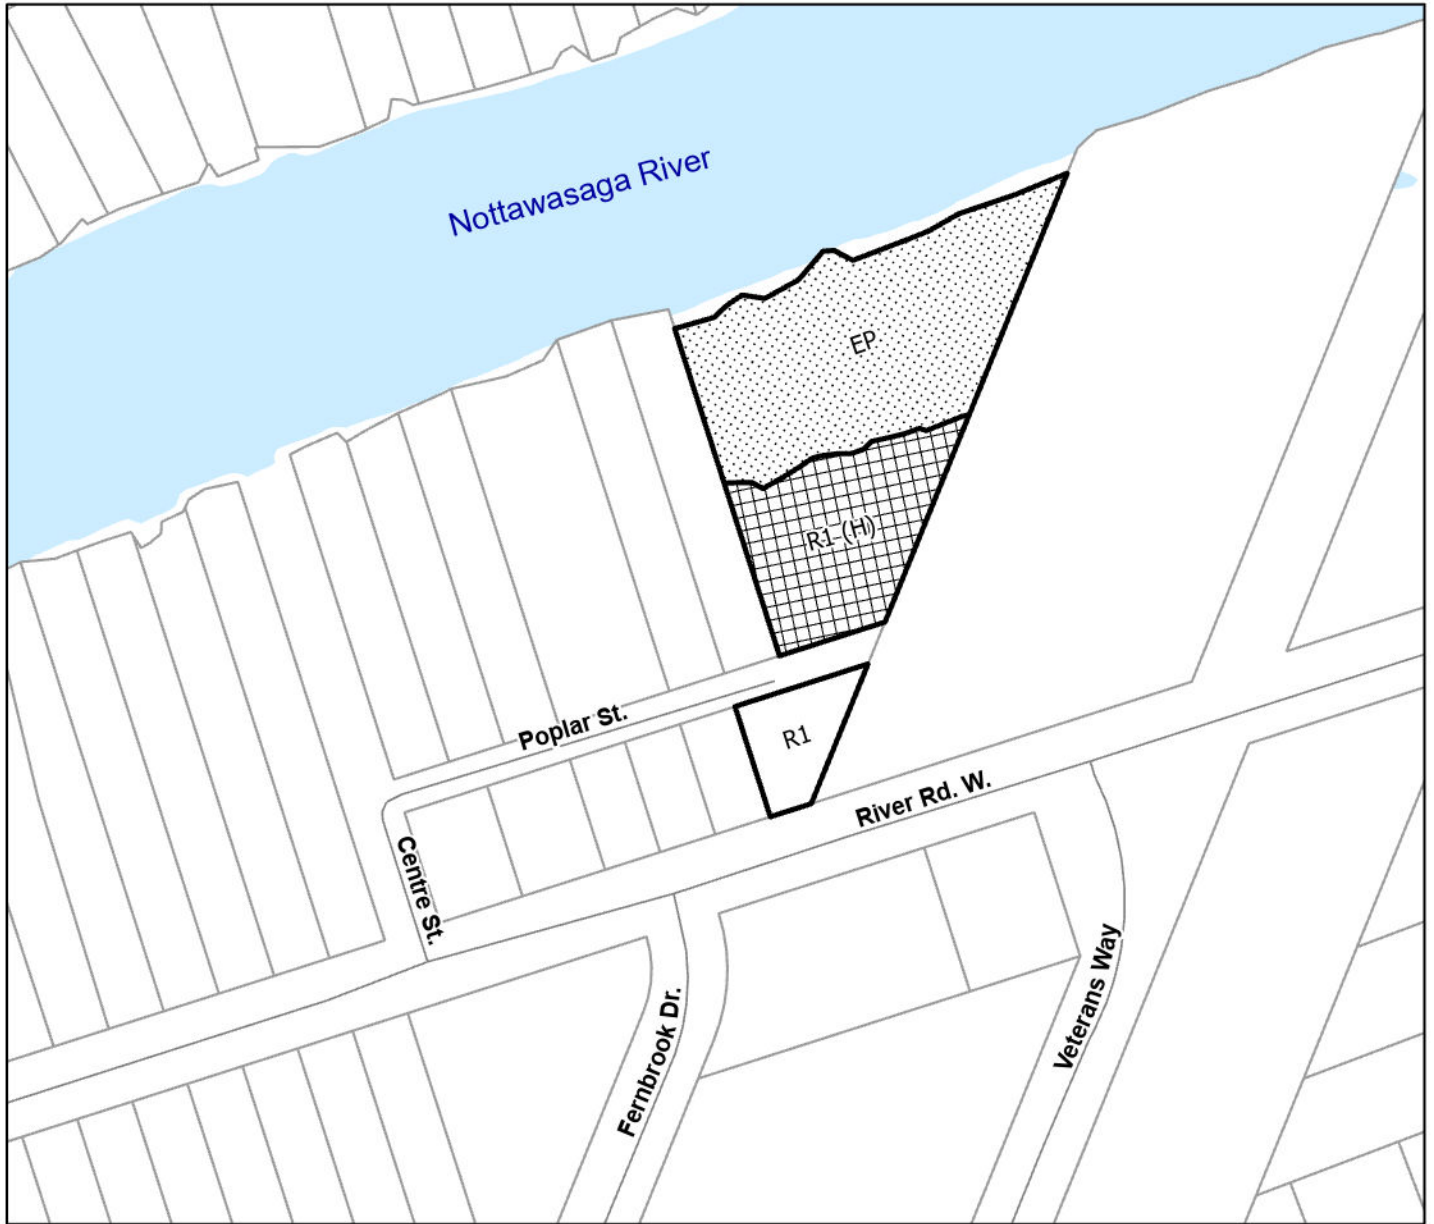 Nottawasaga River
EP
R1 (H)
Poplar St.
R1
River Rd. W.
Centre St.
Fernbrook Dr.
Veterans Way